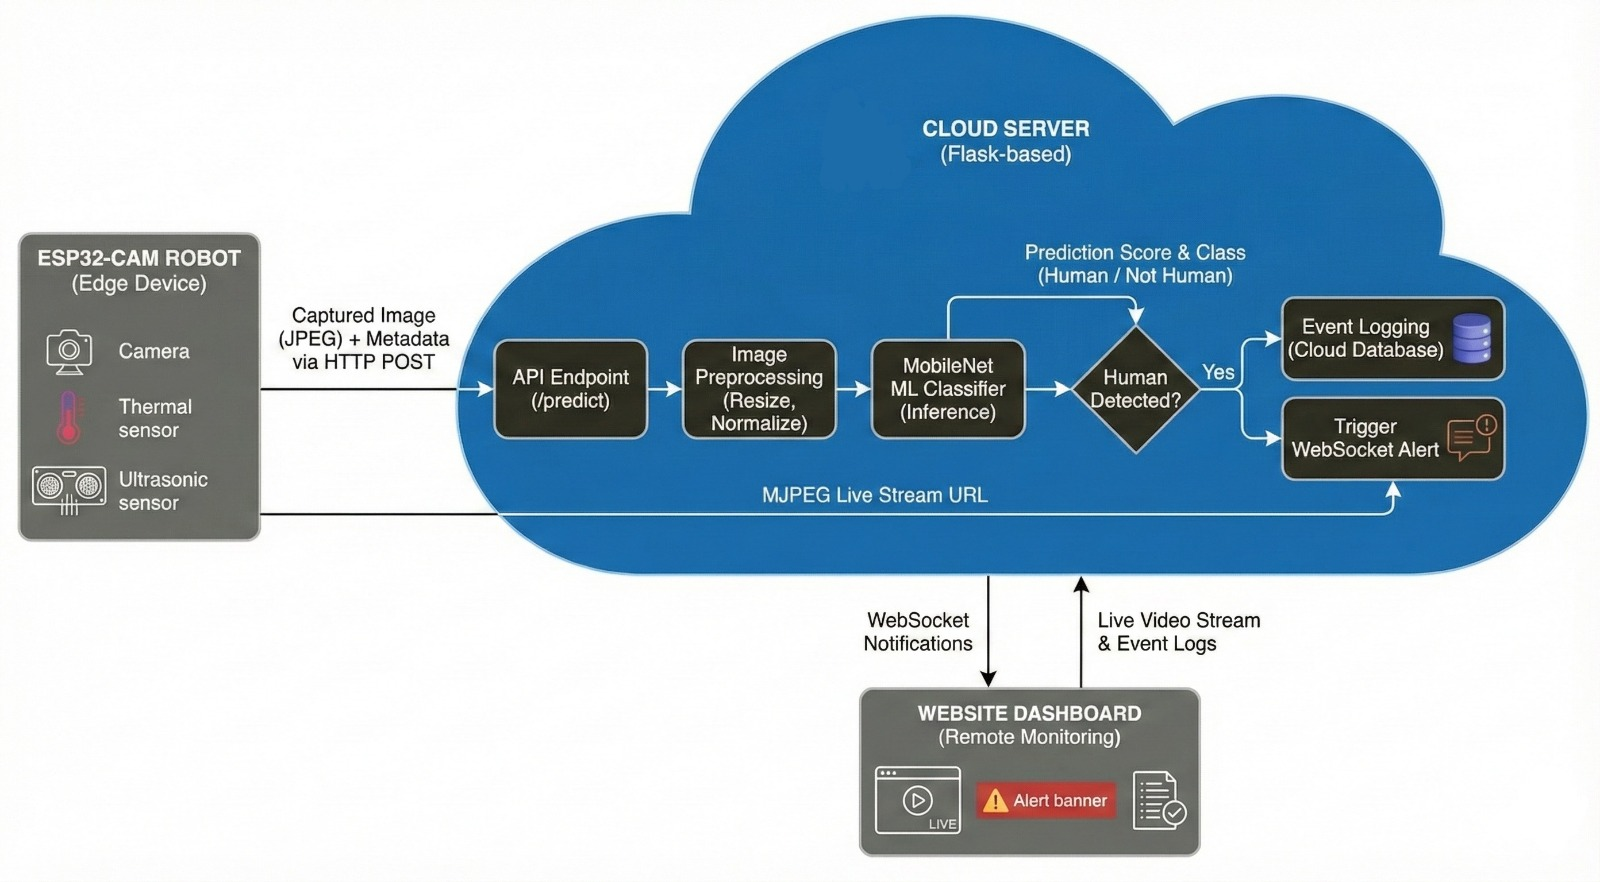 CLOUD SERVER
(Flask-based)
ESP32-CAM ROBOT
(Edge Device)
Camera
Thermal
sensor
Ultrasonic
sensor
Captured Image
(JPEG) + Metadata
via HTTP POST
API Endpoint
(/predict)
Image
Preprocessing
(Resize,
Normalize)
MobileNet
ML Classifier
(Inference)
Prediction Score & Class
(Human / Not Human)
Human
Detected?
Yes
Event Logging
(Cloud Database)
Trigger
WebSocket Alert
MJPEG Live Stream URL
WebSocket
Notifications
Live Video Stream
& Event Logs
WEBSITE DASHBOARD
(Remote Monitoring)
LIVE
Alert banner